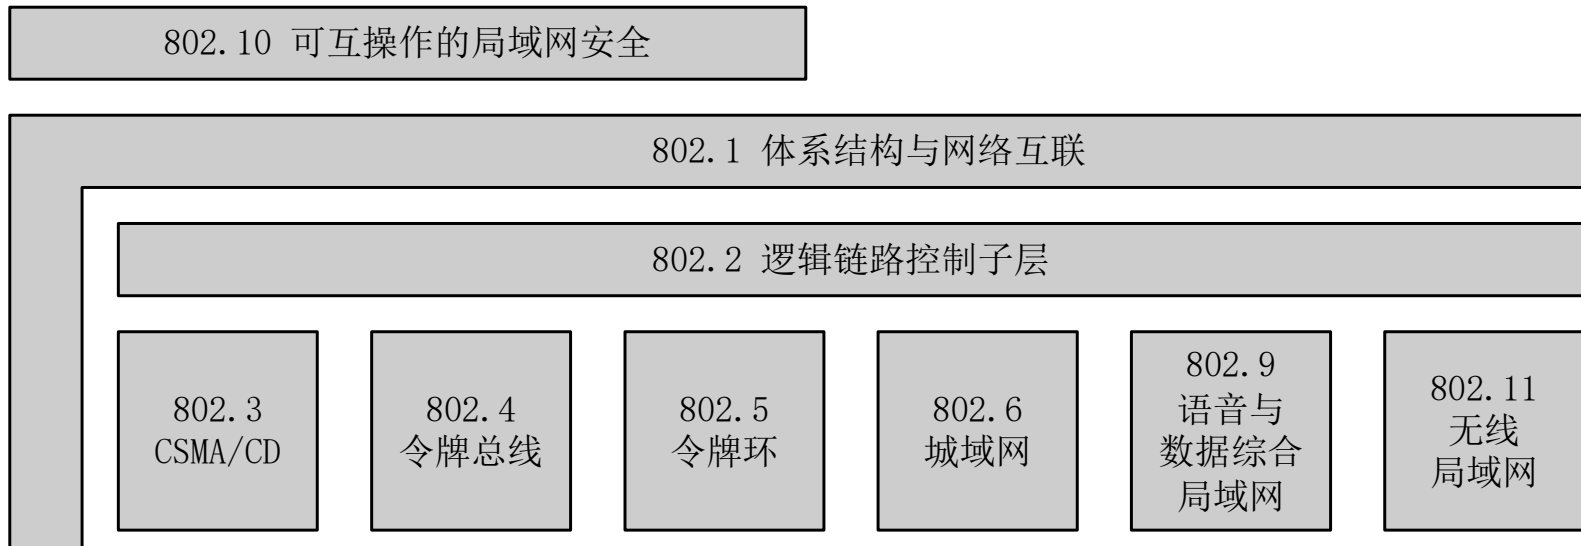 802.10 可互操作的局域网安全
802.1 体系结构与网络互联
802.2 逻辑链路控制子层
802.3
CSMA/CD
802.4
令牌总线
802.5
令牌环
802.6
城域网
802.9
语音与
数据综合
局域网
802.11
无线
局域网